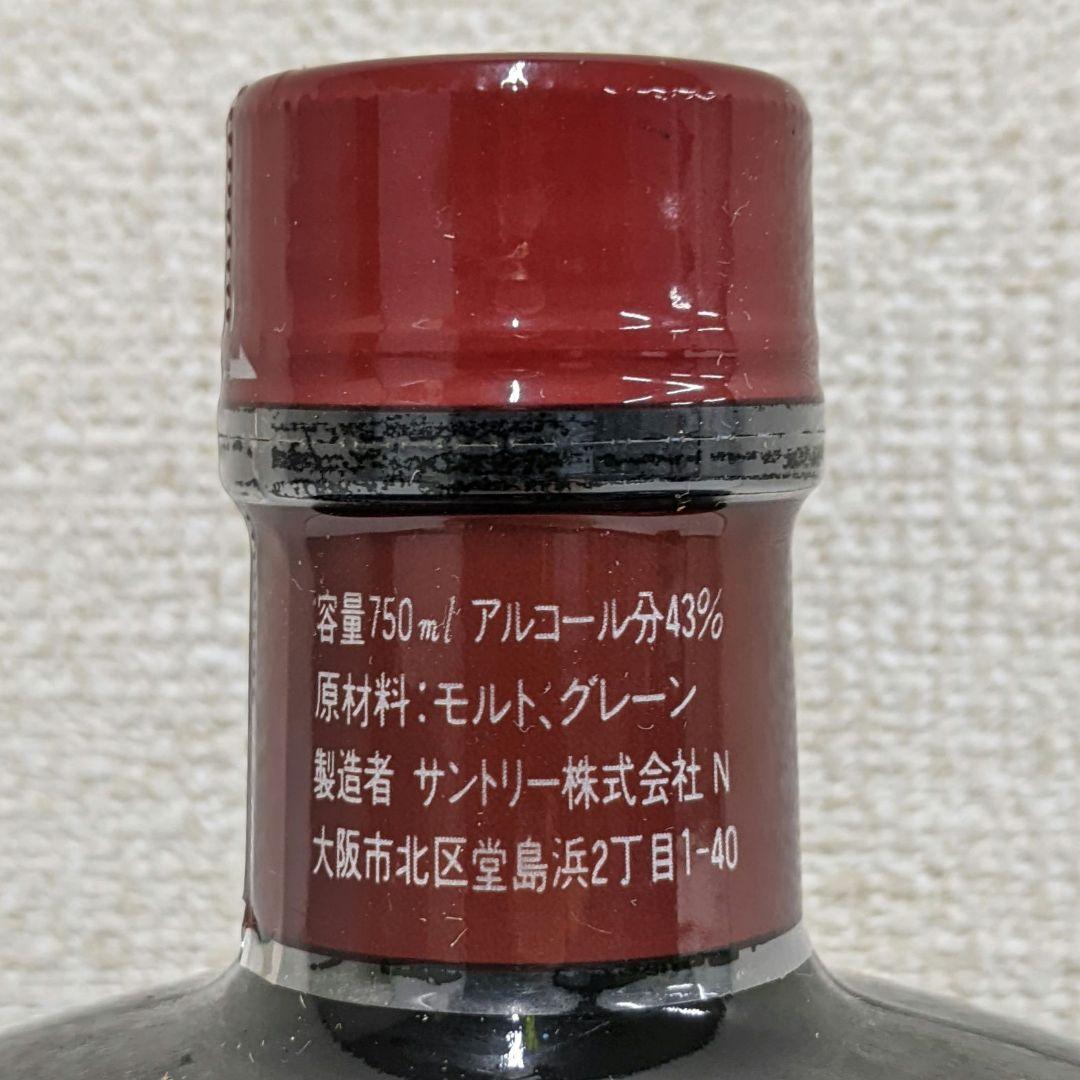 容量750ml アルコール分43%
原材料:モルト、グレーン
製造者 サントリー株式会社 N
大阪市北区堂島浜2丁目1-40